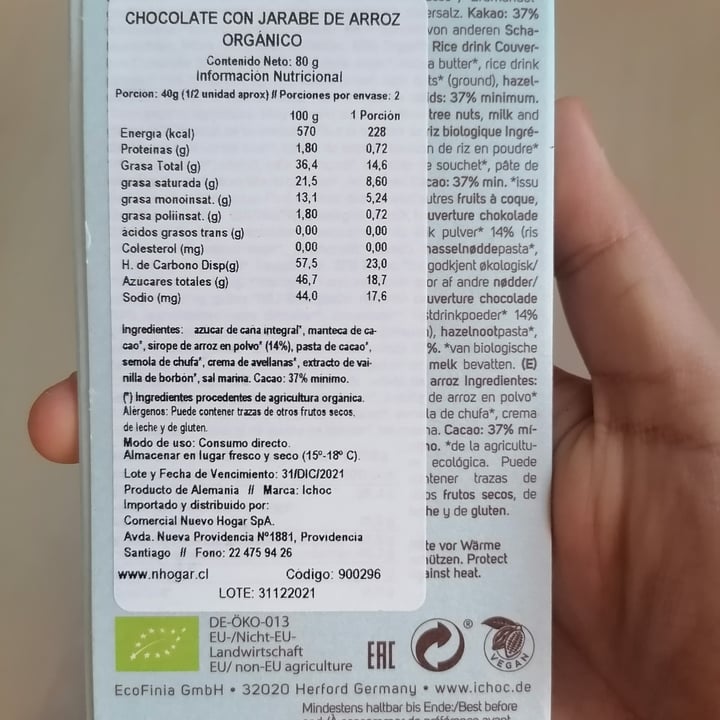 CHOCOLATE CON JARABE DE ARROZ
ORGÁNICO
Contenido Neto: 80 g
Información Nutricional
Porción: 40g (1/2 unidad aprox) // Porciones por envase: 2
100 g 1 Porción
Energia (kcal) 570 228
Proteínas (g) 1,80 0,72
Grasa Total (g) 36,4 14,6
grasa saturada (g) 21,5 8,60
grasa monoinsat. (g) 13,1 5,24
grasa poliinsat. (g) 1,80 0,72
ácidos grasos trans (g) 0,00 0,00
Colesterol (mg) 0,00 0,00
H. de Carbono Disp(g) 57,5 23,0
Azucares totales (g) 46,7 18,7
Sodio (mg) 44,0 17,6
Ingredientes: azucar de caña integral*, manteca de ca-
cao*, sirope de arroz en polvo* (14%), pasta de cacao*,
semola de chufa*, crema de avellanas*, extracto de vai-
nilla de borbón*, sal marina. Cacao: 37% mínimo.
(*) Ingredientes procedentes de agricultura orgánica.
Alérgenos: Puede contener trazas de otros frutos secos,
de leche y de gluten.
Modo de uso: Consumo directo.
Almacenar en lugar fresco y seco (15º-18º C).
Lote y Fecha de Vencimiento: 31/DIC/2021
Producto de Alemania // Marca: Ichoc
Importado y distribuido por:
Comercial Nuevo Hogar SpA.
Avda. Nueva Providencia Nº1881, Providencia
Santiago // Fono: 22 475 94 26
www.nhogar.cl Código: 900296
LOTE: 31122021
ersalz. Kakao: 37%
von anderen Scha-
Rice drink Couver-
a butter*, rice drink
ts* (ground), hazel-
ds: 37% minimum.
tree nuts, milk and
riz biologique Ingré-
n de riz en poudre*
e souchet*, pâte de
cao: 37% min. *issu
utres fruits à coque,
uverture chokolade
k pulver* 14% (ris
nasselnøddepasta*,
godkjent økologisk/
or af andre nødder/
uverture chocolade
stdrinkpoeder* 14%
), hazelnootpasta*,
%. *van biologische
melk bevatten. (E)
arroz Ingredientes:
de arroz en polvo*
la de chufa*, crema
na. Cacao: 37% mí-
no. *de la agricultu-
ecológica. Puede
ntener trazas de
os frutos secos, de
he y de gluten.
te vor Wärme
hützen. Protect
ainst heat.
DE-ÖKO-013
EU-/Nicht-EU-
Landwirtschaft
EU/ non-EU agriculture
EAC
®
VEGAN
EcoFinia GmbH • 32020 Herford Germany • www.ichoc.de
Mindestens haltbar bis Ende:/Best before